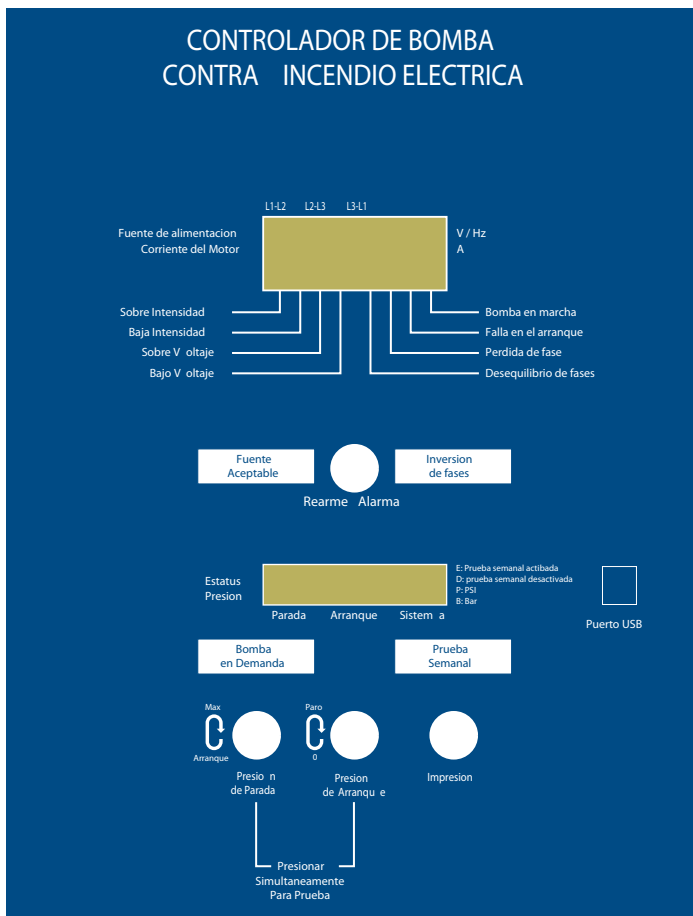 CONTROLADOR DE BOMBA
CONTRA INCENDIO ELECTRICA
L1-L2 L2-L3 L3-L1
Fuente de alimentacion
Corriente del Motor
V / Hz
A
Sobre Intensidad
Baja Intensidad
Sobre V oltaje
Bajo V oltaje
Bomba en marcha
Falla en el arranque
Perdida de fase
Desequilibrio de fases
Fuente
Aceptable
Inversion
de fases
Rearme Alarma
Estatus
Presion
E: Prueba semanal actibada
D: prueba semanal desactivada
P: PSI
B: Bar
Parada Arranque Sistem a
Puerto USB
Bomba
en Demanda
Prueba
Semanal
Max
Arranque
Paro
0
Presio n
de Parada
Presion
de Arranqu e
Impresion
Presionar
Simultaneamente
Para Prueba